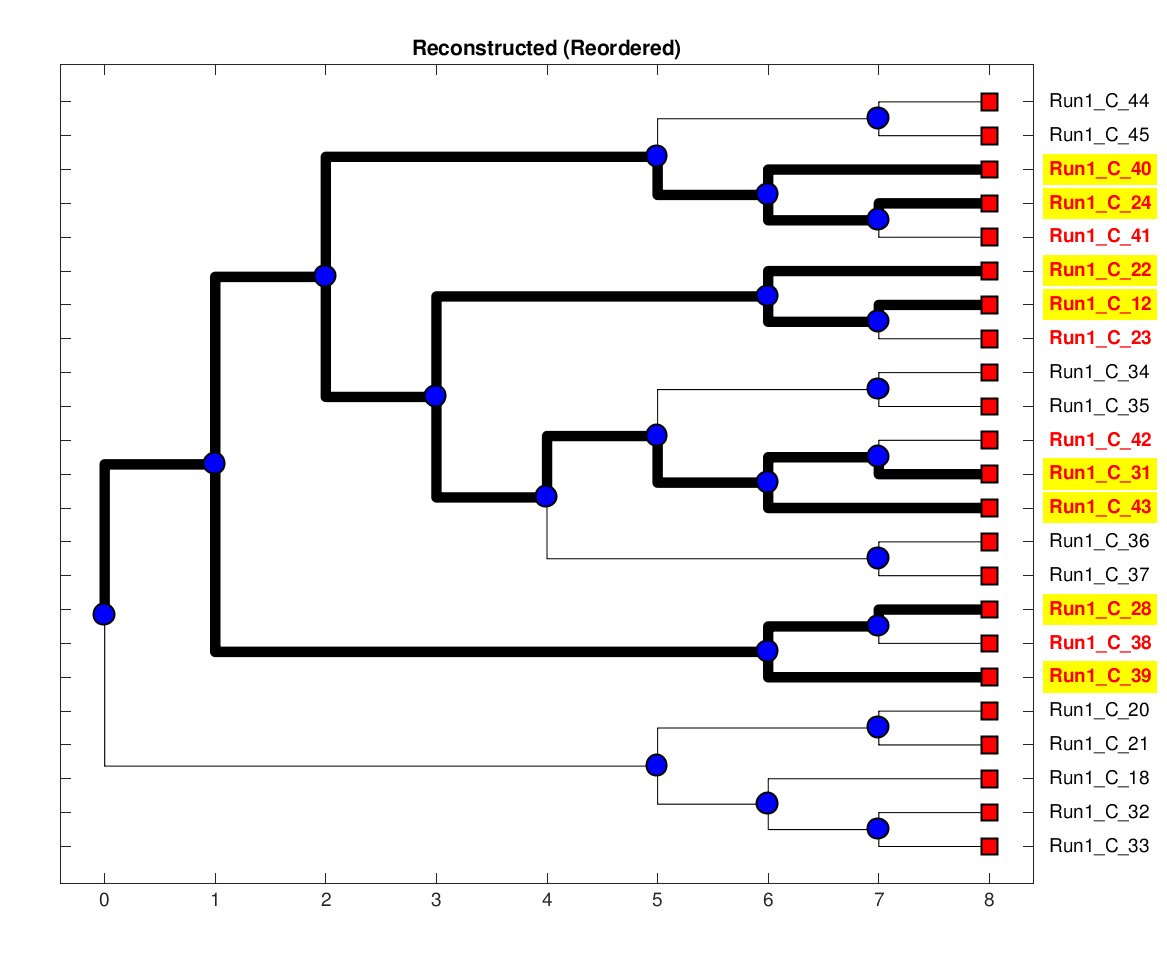 Reconstructed (Reordered)
Run1_C_44
Run1_C_45
Run1_C_40
Run1_C_24
Run1_C_41
Run1_C_22
Run1_C_12
Run1_C_23
Run1_C_34
Run1_C_35
Run1_C_42
Run1_C_31
Run1_C_43
Run1_C_36
Run1_C_37
Run1_C_28
Run1_C_38
Run1_C_39
Run1_C_20
Run1_C_21
Run1_C_18
Run1_C_32
Run1_C_33
0 1 2 3 4 5 6 7 8